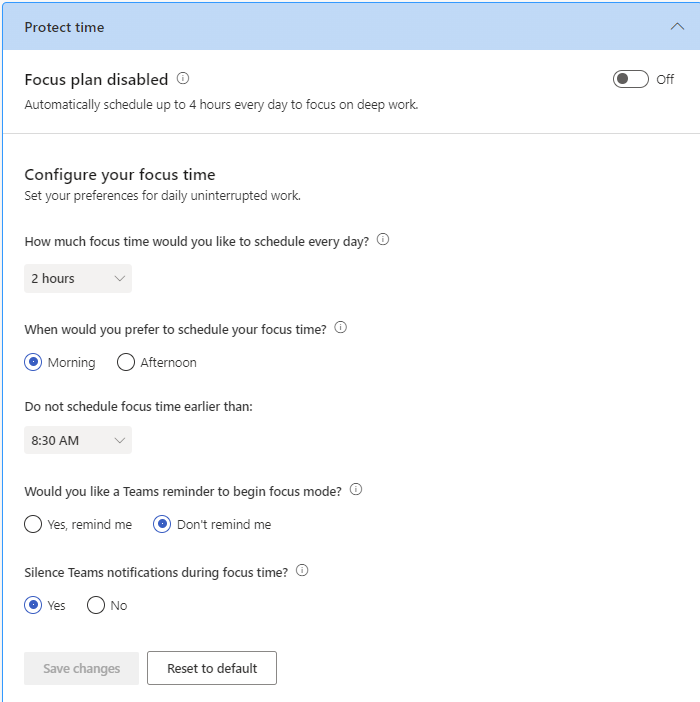 Protect time
Focus plan disabled
Off
Automatically schedule up to 4 hours every day to focus on deep work.
Configure your focus time
Set your preferences for daily uninterrupted work.
How much focus time would you like to schedule every day?
2 hours
When would you prefer to schedule your focus time?
Morning Afternoon
Do not schedule focus time earlier than:
8:30 AM
Would you like a Teams reminder to begin focus mode?
Yes, remind me Don't remind me
Silence Teams notifications during focus time?
Yes No
Save changes Reset to default